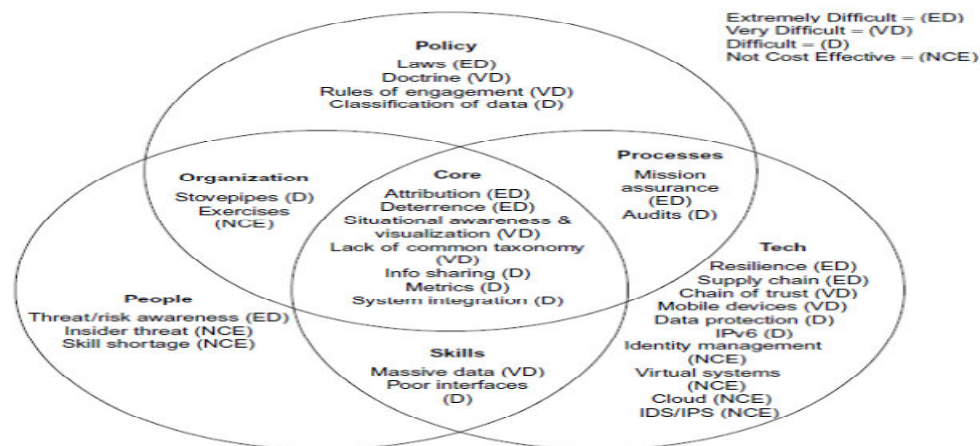 Extremely Difficult = (ED)
Very Difficult = (VD)
Difficult = (D)
Not Cost Effective = (NCE)
Policy
Laws (ED)
Doctrine (VD)
Rules of engagement (VD)
Classification of data (D)
Organization
Stovepipes (D)
Exercises
(NCE)
Core
Attribution (ED)
Deterrence (ED)
Situational awareness &
visualization (VD)
Lack of common taxonomy
(VD)
Info sharing (D)
Metrics (D)
System integration (D)
Processes
Mission
assurance
(ED)
Audits (D)
People
Threat/risk awareness (ED)
Insider threat (NCE)
Skill shortage (NCE)
Skills
Massive data (VD)
Poor interfaces
(D)
Tech
Resilience (ED)
Supply chain (ED)
Chain of trust (VD)
Mobile devices (VD)
Data protection (D)
IPv6 (D)
Identity management
(NCE)
Virtual systems
(NCE)
Cloud (NCE)
IDS/IPS (NCE)